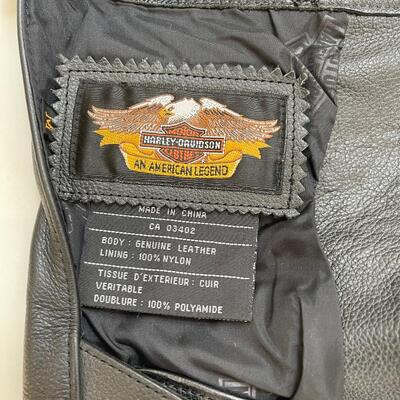 MOTOR
HARLEY-DAVIDSON
CLOTHES
AN AMERICAN LEGEND
MADE IN CHINA
CA 03402
BODY : GENUINE LEATHER
LINING : 100% NYLON
TISSUE D'EXTERIEUR : CUIR
VERITABLE
DOUBLURE : 100% POLYAMIDE